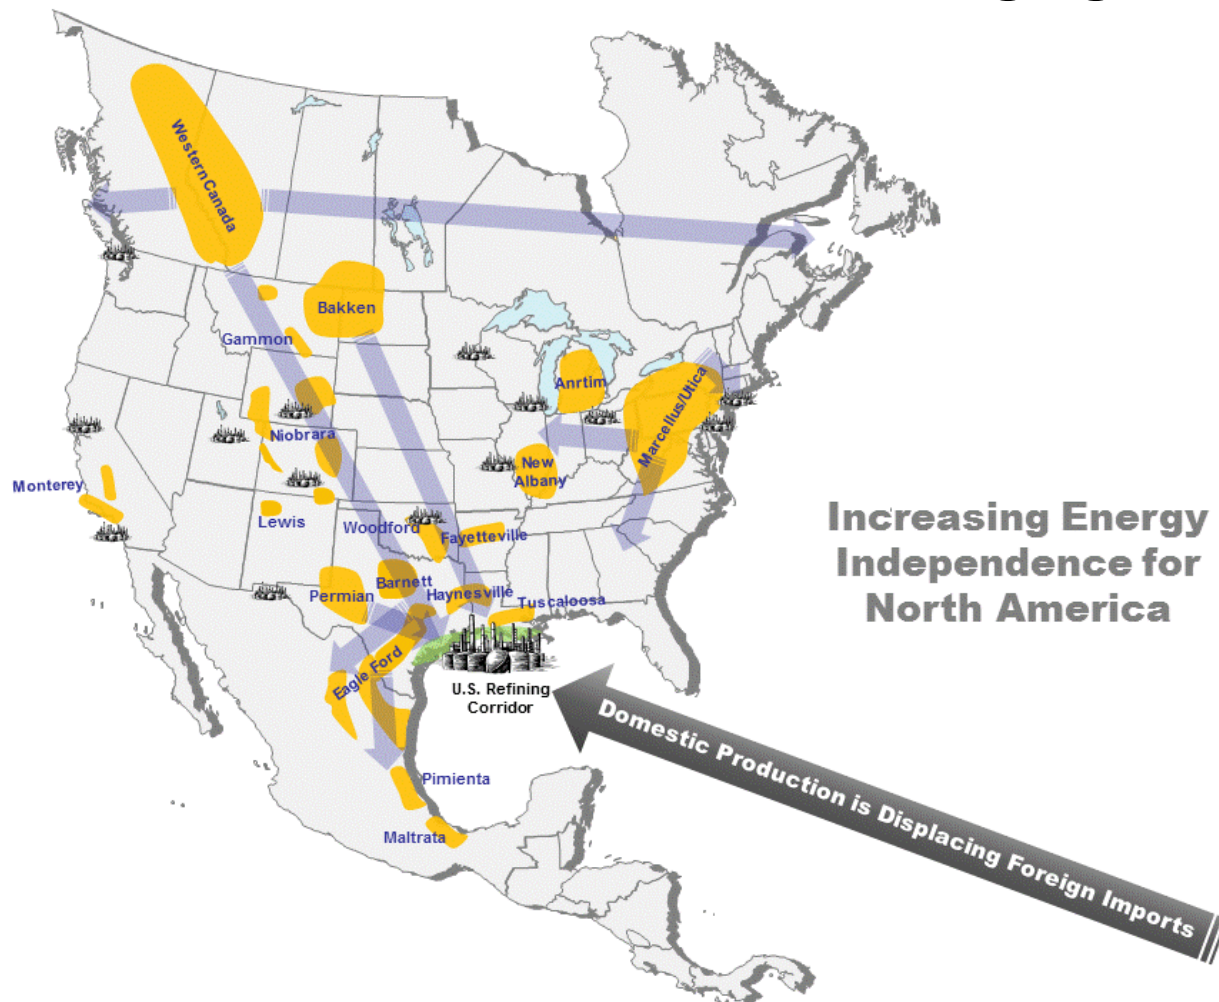 Western Canada
Bakken
Gammon
Anrtim
Marcellus/Utica
Niobrara
New
Albany
Monterey
Lewis
Woodford
Fayetteville
Increasing Energy
Independence for
North America
Barnett
Permian
Haynesville
Tuscaloosa
Eagle Ford
U.S. Refining
Corridor
Domestic Production is Displacing Foreign Imports
Pimienta
Maltrata